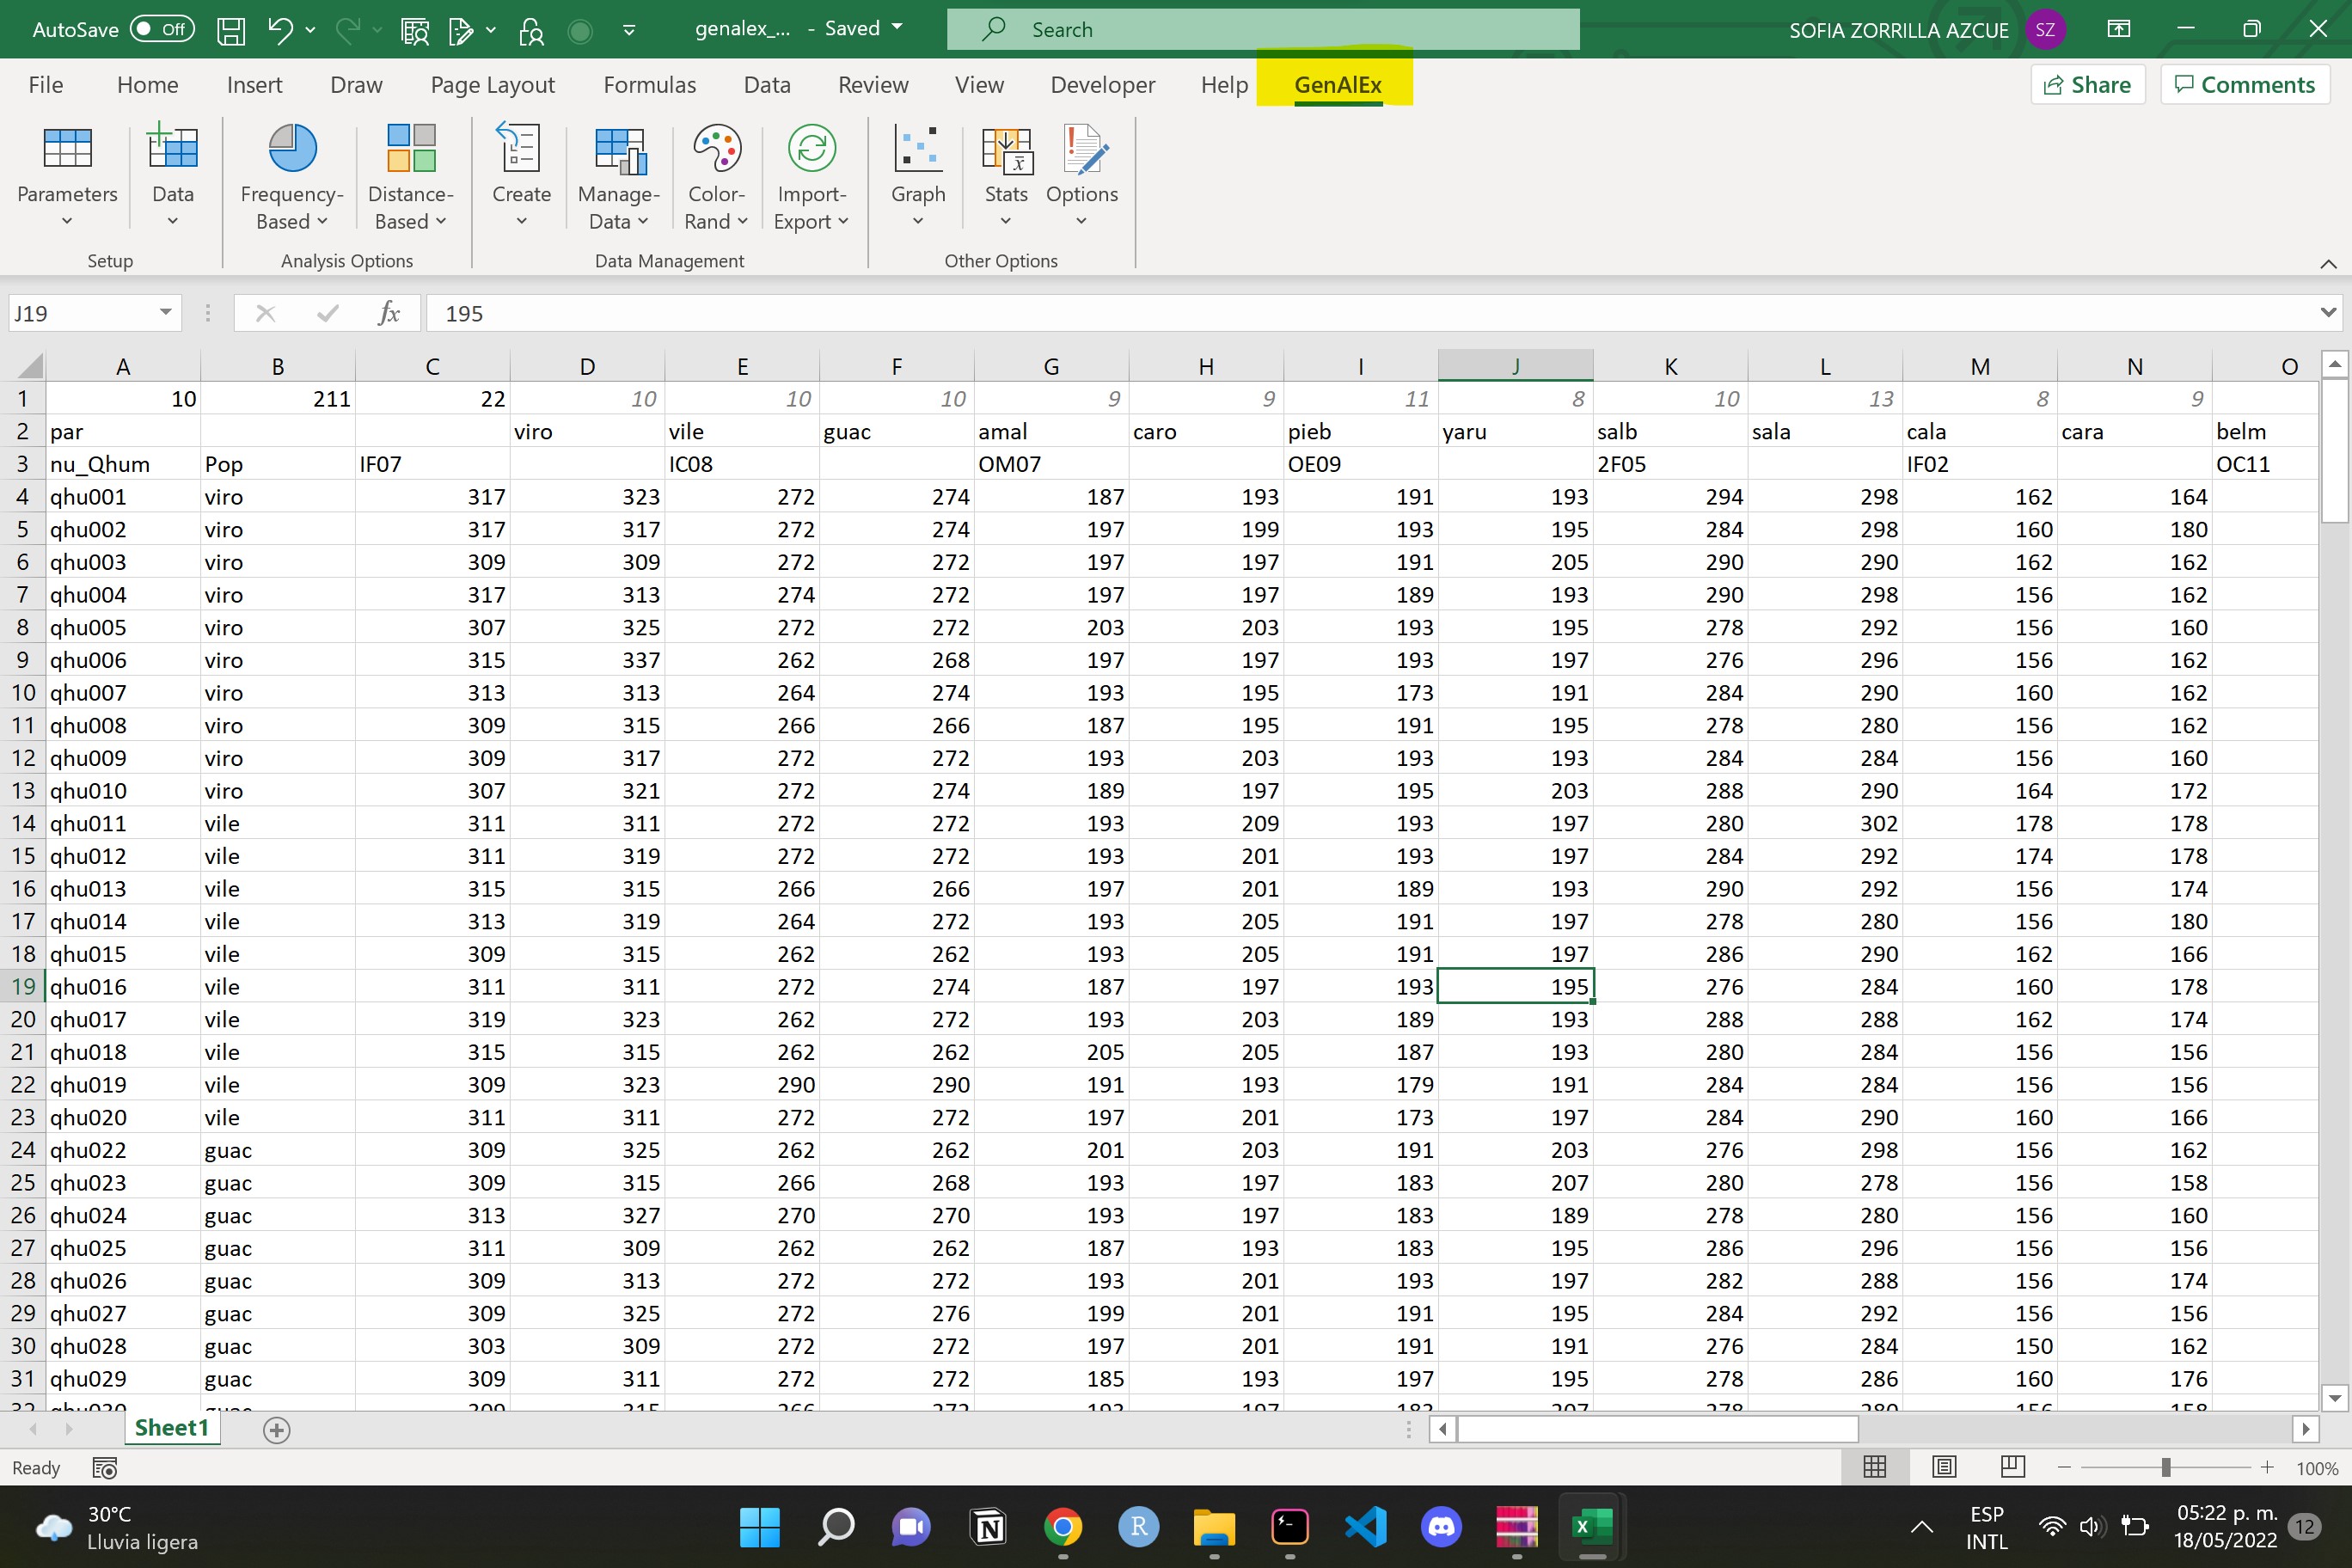 AutoSave Off genalex_... - Saved Search SOFIA ZORRILLA AZCUE SZ
File Home Insert Draw Page Layout Formulas Data Review View Developer Help GenAlEx Share Comments
Parameters Data Frequency-Based Distance-Based Create Manage-Data Color-Rand Import-Export Graph Stats Options
Setup Analysis Options Data Management Other Options
J19 fx 195
A B C D E F G H I J K L M N O
1 10 211 22 10 10 10 9 9 11 8 10 13 8 9
2 par viro vile guac amal caro pieb yaru salb sala cala cara belm
3 nu_Qhum Pop IF07 IC08 OM07 OE09 2F05 IF02 OC11
4 qhu001 viro 317 323 272 274 187 193 191 193 294 298 162 164
5 qhu002 viro 317 317 272 274 197 199 193 195 284 298 160 180
6 qhu003 viro 309 309 272 272 197 197 191 205 290 290 162 162
7 qhu004 viro 317 313 274 272 197 197 189 193 290 298 156 162
8 qhu005 viro 307 325 272 272 203 203 193 195 278 292 156 160
9 qhu006 viro 315 337 262 268 197 197 193 197 276 296 156 162
10 qhu007 viro 313 313 264 274 193 195 173 191 284 290 160 162
11 qhu008 viro 309 315 266 266 187 195 191 195 278 280 156 162
12 qhu009 viro 309 317 272 272 193 203 193 193 284 284 156 160
13 qhu010 viro 307 321 272 274 189 197 195 203 288 290 164 172
14 qhu011 vile 311 311 272 272 193 209 193 197 280 302 178 178
15 qhu012 vile 311 319 272 272 193 201 193 197 284 292 174 178
16 qhu013 vile 315 315 266 266 197 201 189 193 290 292 156 174
17 qhu014 vile 313 319 264 272 193 205 191 197 278 280 156 180
18 qhu015 vile 309 315 262 262 193 205 191 197 286 290 162 166
19 qhu016 vile 311 311 272 274 187 197 193 195 276 284 160 178
20 qhu017 vile 319 323 262 272 193 203 189 193 288 288 162 174
21 qhu018 vile 315 315 262 262 205 205 187 193 280 284 156 156
22 qhu019 vile 309 323 290 290 191 193 179 191 284 284 156 156
23 qhu020 vile 311 311 272 272 197 201 173 197 284 290 160 166
24 qhu022 guac 309 325 262 262 201 203 191 203 276 298 156 162
25 qhu023 guac 309 315 266 268 193 197 183 207 280 278 156 158
26 qhu024 guac 313 327 270 270 193 197 183 189 278 280 156 160
27 qhu025 guac 311 309 262 262 187 193 183 195 286 296 156 156
28 qhu026 guac 309 313 272 272 193 201 193 197 282 288 156 174
29 qhu027 guac 309 325 272 276 199 201 191 195 284 292 156 156
30 qhu028 guac 303 309 272 272 197 201 191 191 276 284 150 162
31 qhu029 guac 309 311 272 272 185 193 197 195 278 286 160 176
Sheet1
Ready 100%
30°C ESP 05:22 p. m.
Lluvia ligera INTL 18/05/2022 12